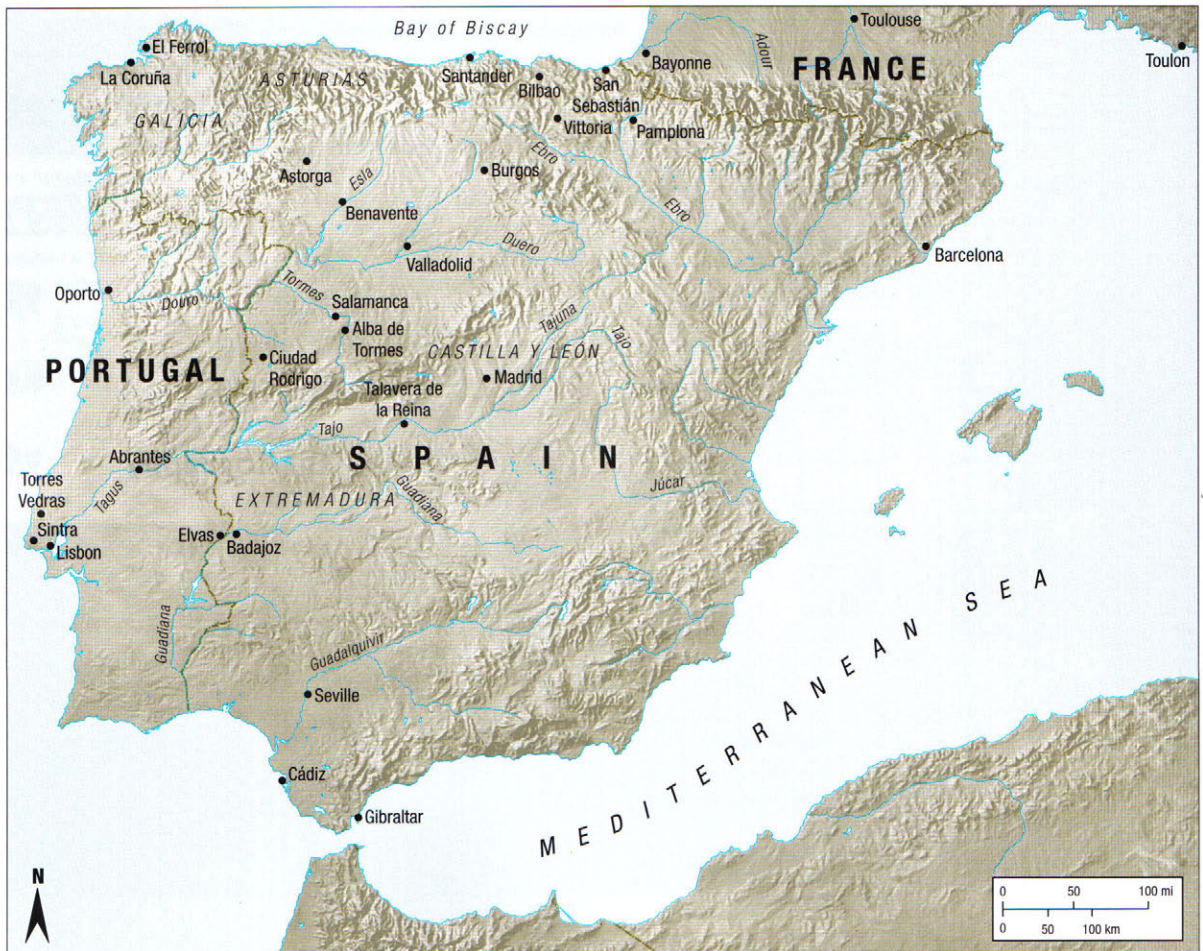 Bay of Biscay
El Ferrol
La Coruña
ASTURIAS
GALICIA
Santander
Bilbao
San
Sebastián
Vittoria
Bayonne
Pamplona
Adour
Toulouse
FRANCE
Toulon
Astorga
Esla
Benavente
Burgos
Ebro
Ebro
Valladolid
Duero
Barcelona
Oporto
Douro
Tormes
Salamanca
Alba de
Tormes
Ciudad
Rodrigo
CASTILLA Y LEÓN
Tajuna
Tajo
Madrid
PORTUGAL
Talavera de
la Reina
Tajo
SPAIN
Abrantes
Torres
Vedras
Tagus
Sintra
Lisbon
EXTREMADURA
Guadiana
Júcar
Elvas
Badajoz
Guadiana
Guadalquivir
Seville
Cádiz
Gibraltar
MEDITERRANEAN SEA
N
0 50 100 mi
0 50 100 km